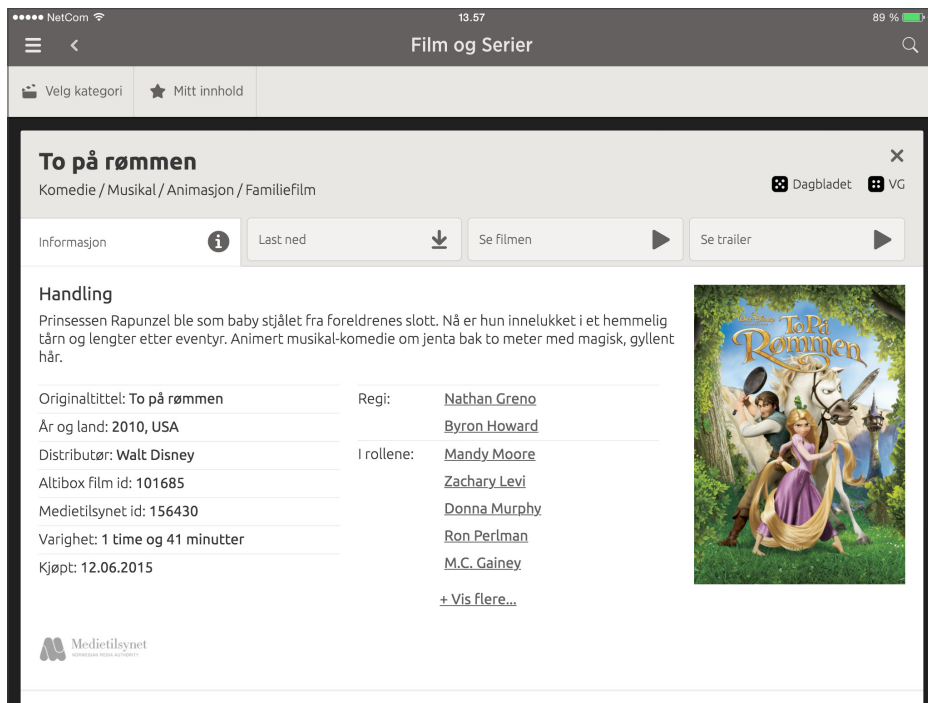 NetCom
13.57
89 %
Film og Serier
Velg kategori
Mitt innhold
To på rømmen
Komedie / Musikal / Animasjon / Familiefilm
Dagbladet
VG
Informasjon
Last ned
Se filmen
Se trailer
Handling
Prinsessen Rapunzel ble som baby stjålet fra foreldrenes slott. Nå er hun innelukket i et hemmelig
tårn og lengter etter eventyr. Animert musikal-komedie om jenta bak to meter med magisk, gyllent
hår.
Originaltittel: To på rømmen
År og land: 2010, USA
Distributør: Walt Disney
Altibox film id: 101685
Medietilsynet id: 156430
Varighet: 1 time og 41 minutter
Kjøpt: 12.06.2015
Regi: Nathan Greno
Byron Howard
I rollene: Mandy Moore
Zachary Levi
Donna Murphy
Ron Perlman
M.C. Gainey
+ Vis flere...
Walt Disney
To På
Rømmen
Medietilsynet
NORWEGIAN MEDIA AUTHORITY